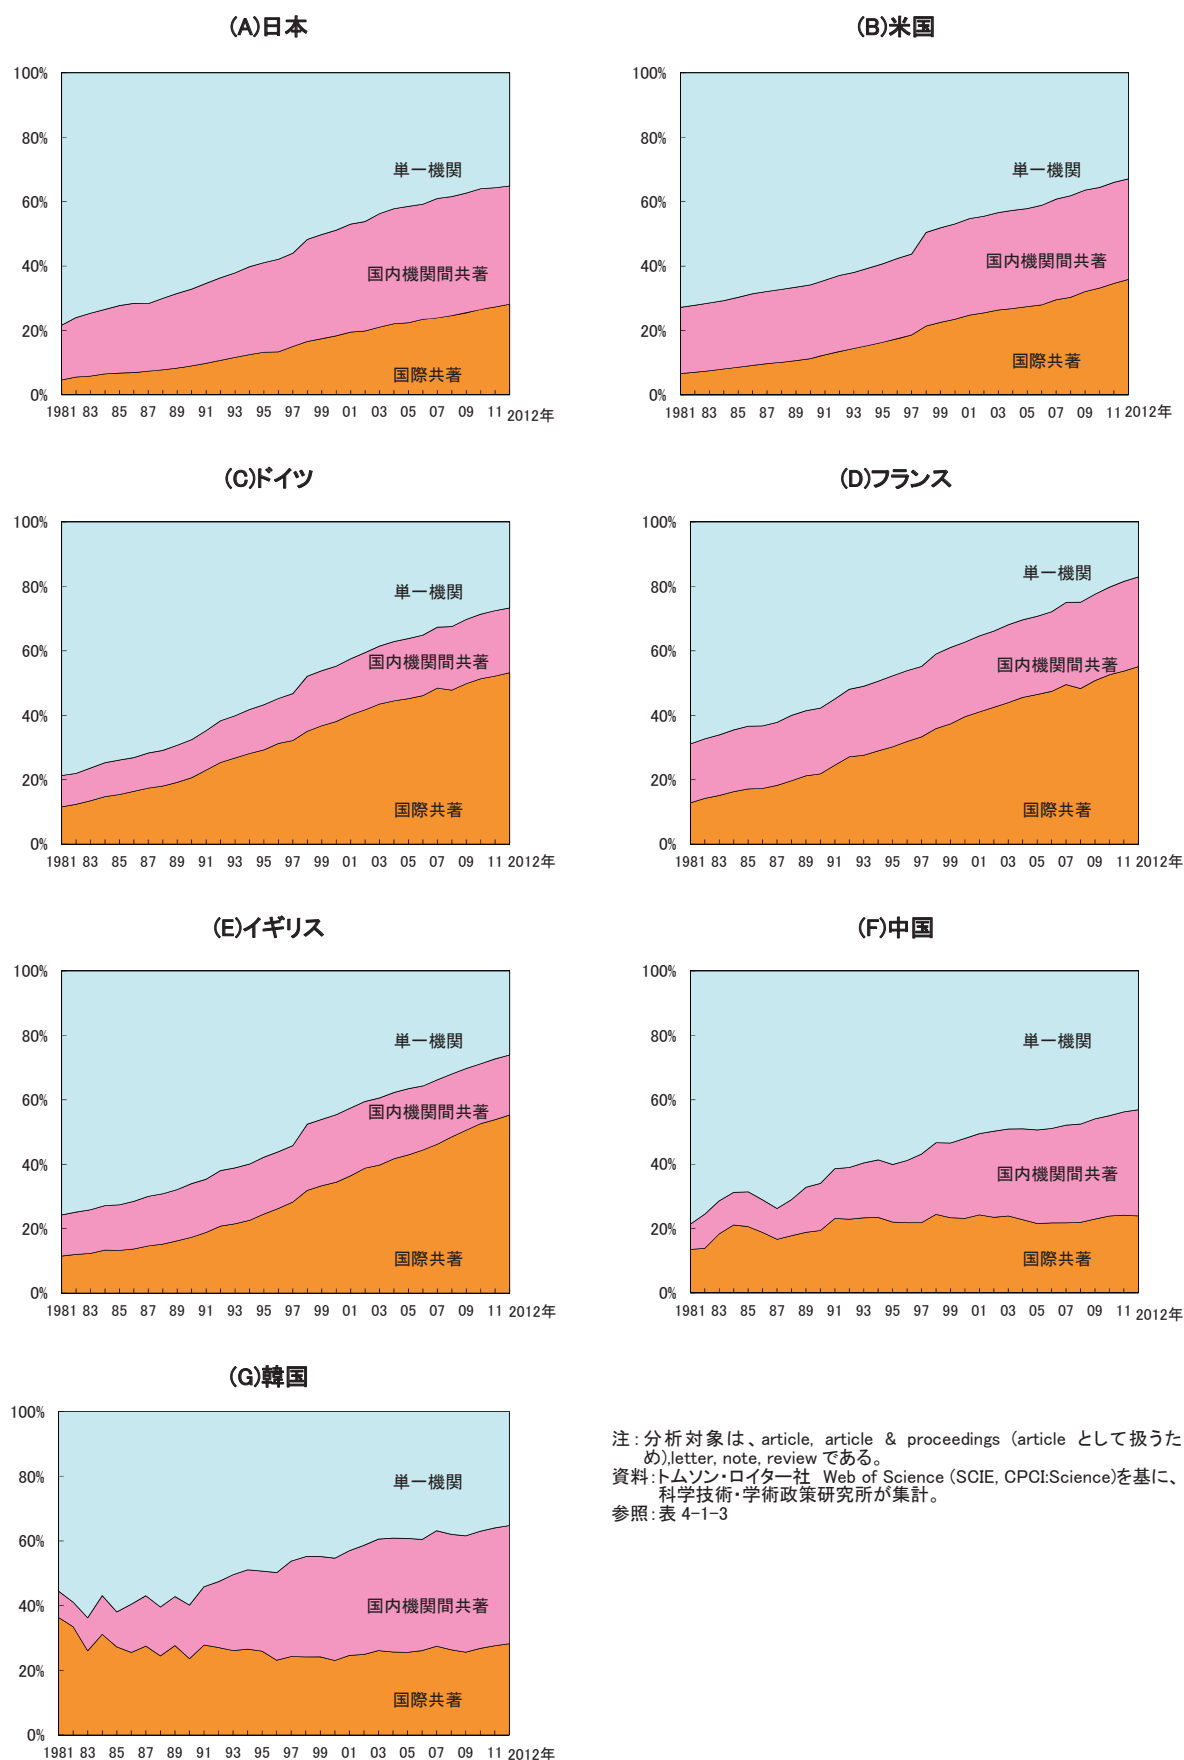 (A)日本
100%
80%
60%
40%
20%
0%
単一機関
国内機関間共著
国際共著
1981 83 85 87 89 91 93 95 97 99 01 03 05 07 09 11 2012年
(B)米国
100%
80%
60%
40%
20%
0%
単一機関
国内機関間共著
国際共著
1981 83 85 87 89 91 93 95 97 99 01 03 05 07 09 11 2012年
(C)ドイツ
100%
80%
60%
40%
20%
0%
単一機関
国内機関間共著
国際共著
1981 83 85 87 89 91 93 95 97 99 01 03 05 07 09 11 2012年
(D)フランス
100%
80%
60%
40%
20%
0%
単一機関
国内機関間共著
国際共著
1981 83 85 87 89 91 93 95 97 99 01 03 05 07 09 11 2012年
(E)イギリス
100%
80%
60%
40%
20%
0%
単一機関
国内機関間共著
国際共著
1981 83 85 87 89 91 93 95 97 99 01 03 05 07 09 11 2012年
(F)中国
100%
80%
60%
40%
20%
0%
単一機関
国内機関間共著
国際共著
1981 83 85 87 89 91 93 95 97 99 01 03 05 07 09 11 2012年
(G)韓国
100%
80%
60%
40%
20%
0%
単一機関
国内機関間共著
国際共著
1981 83 85 87 89 91 93 95 97 99 01 03 05 07 09 11 2012年
注:分析対象は、article, article & proceedings (article として扱うた
め),letter, note, review である。
資料:トムソン・ロイター社 Web of Science (SCIE, CPCI:Science)を基に、
科学技術・学術政策研究所が集計。
参照:表 4-1-3